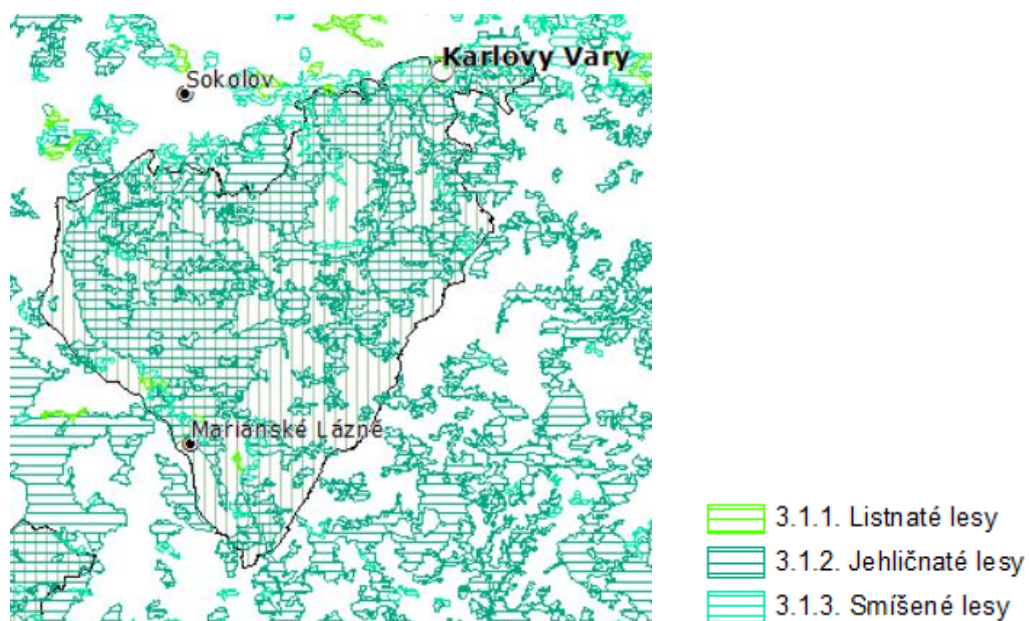 Karlovy Vary
Sokolov
Mariánské Lázně
3.1.1. Listnaté lesy
3.1.2. Jehličnaté lesy
3.1.3. Smíšené lesy